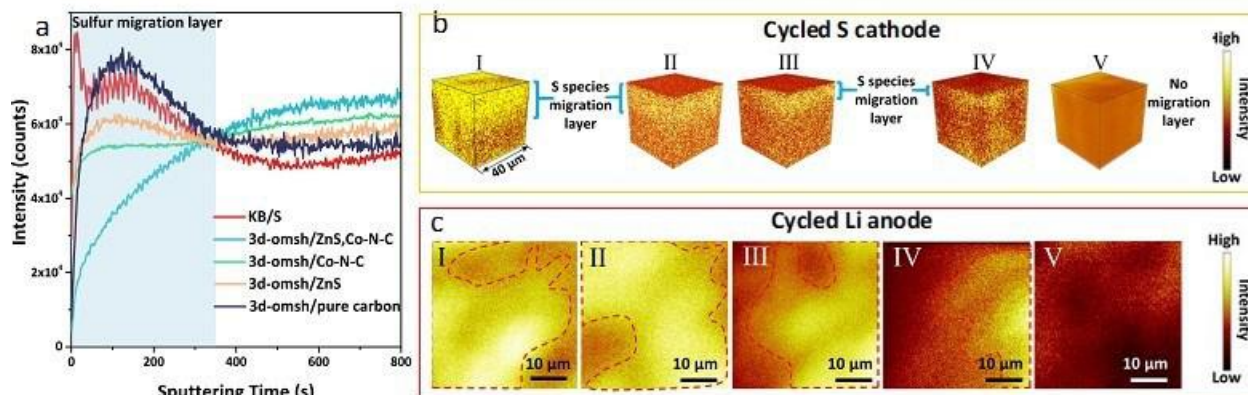 a
Sulfur migration layer
8x10⁴
6x10⁴
4x10⁴
2x10⁴
0
Intensity (counts)
KB/S
3d-omsh/ZnS,Co-N-C
3d-omsh/Co-N-C
3d-omsh/ZnS
3d-omsh/pure carbon
0 200 400 600 800
Sputtering Time (s)
b
Cycled S cathode
I II III IV V
S species
migration
layer
S species
migration
layer
No
migration
layer
40 μm
High
Intensity
Low
c
Cycled Li anode
I II III IV V
10 μm 10 μm 10 μm 10 μm 10 μm
High
Intensity
Low